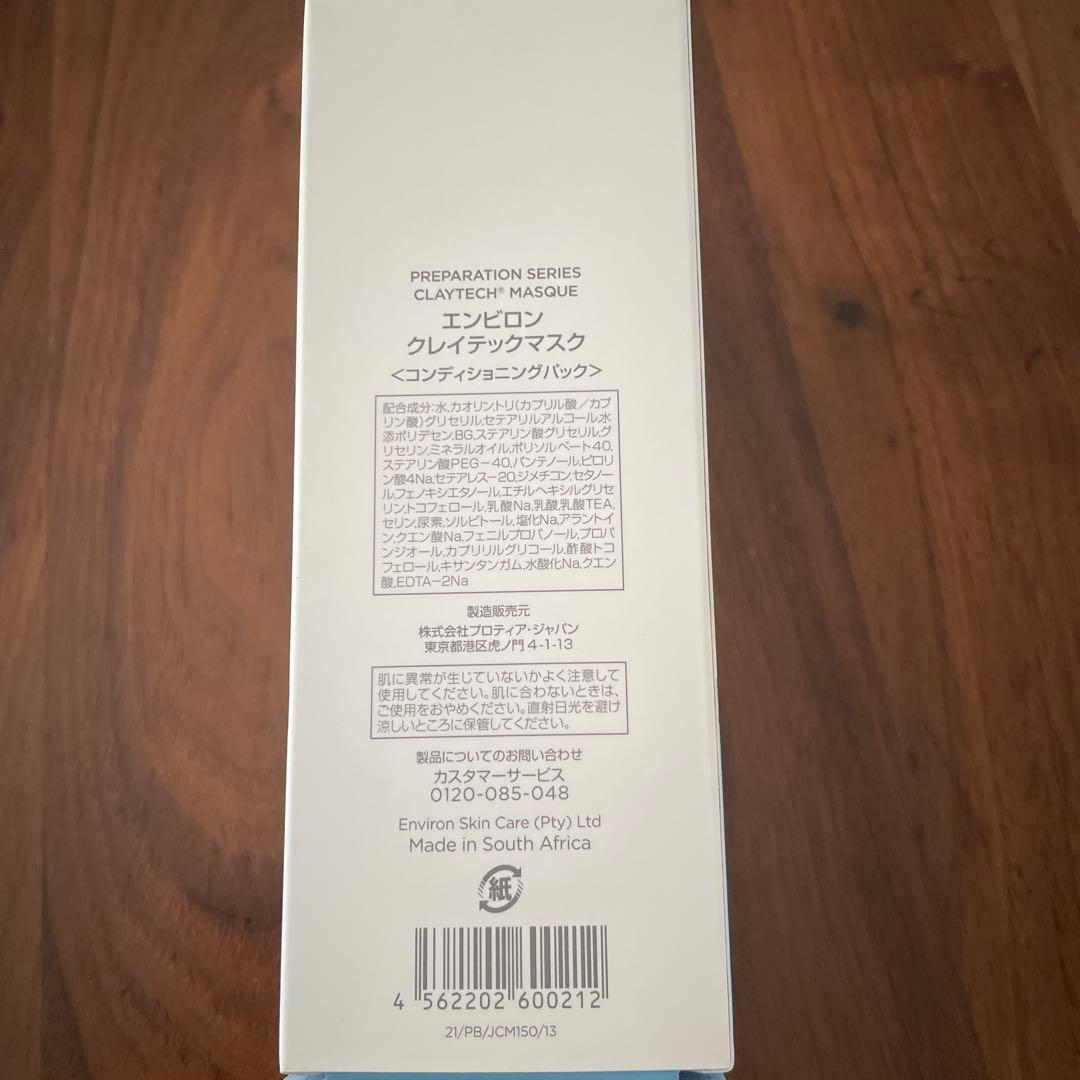 PREPARATION SERIES
CLAYTECH® MASQUE
エンビロン
クレイテックマスク
<コンディショニングパック>
配合成分:水,カオリン,トリ(カプリル酸/カプ
リン酸)グリセリル,セテアリルアルコール,水
添ポリデセン,BG,ステアリン酸グリセリル,グ
リセリン,ミネラルオイル,ポリソルベート40,
ステアリン酸PEG-40,パンテノール,ピロリ
ン酸4Na,セテアレス-20,ジメチコン,セタノー
ル,フェノキシエタノール,エチルヘキシルグリセ
リン,トコフェロール,乳酸Na,乳酸,乳酸TEA,
セリン,尿素,ソルビトール,塩化Na,アラントイ
ン,クエン酸Na,フェニルプロパノール,プロパ
ンジオール,カプリリルグリコール,酢酸トコ
フェロール,キサンタンガム,水酸化Na,クエン
酸,EDTA-2Na
製造販売元
株式会社プロティア・ジャパン
東京都港区虎ノ門4-1-13
肌に異常が生じていないかよく注意して
使用してください。肌に合わないときは、
ご使用をおやめください。直射日光を避け
涼しいところに保管してください。
製品についてのお問い合わせ
カスタマーサービス
0120-085-048
Environ Skin Care (Pty) Ltd
Made in South Africa
紙
4 562202 600212
21/PB/JCM150/13